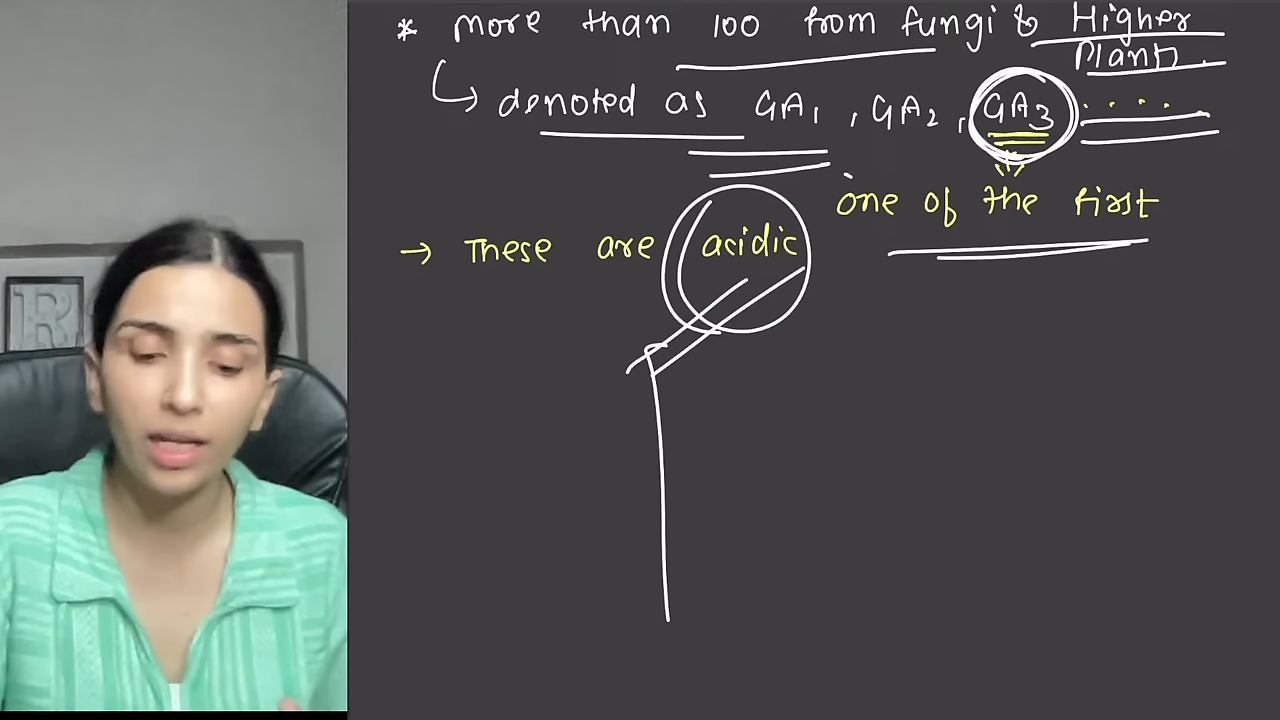 * more than 100 from fungi & Higher
Plants.
↳ denoted as GA1, GA2, GA3 .....
one of the first
→ These are acidic
R